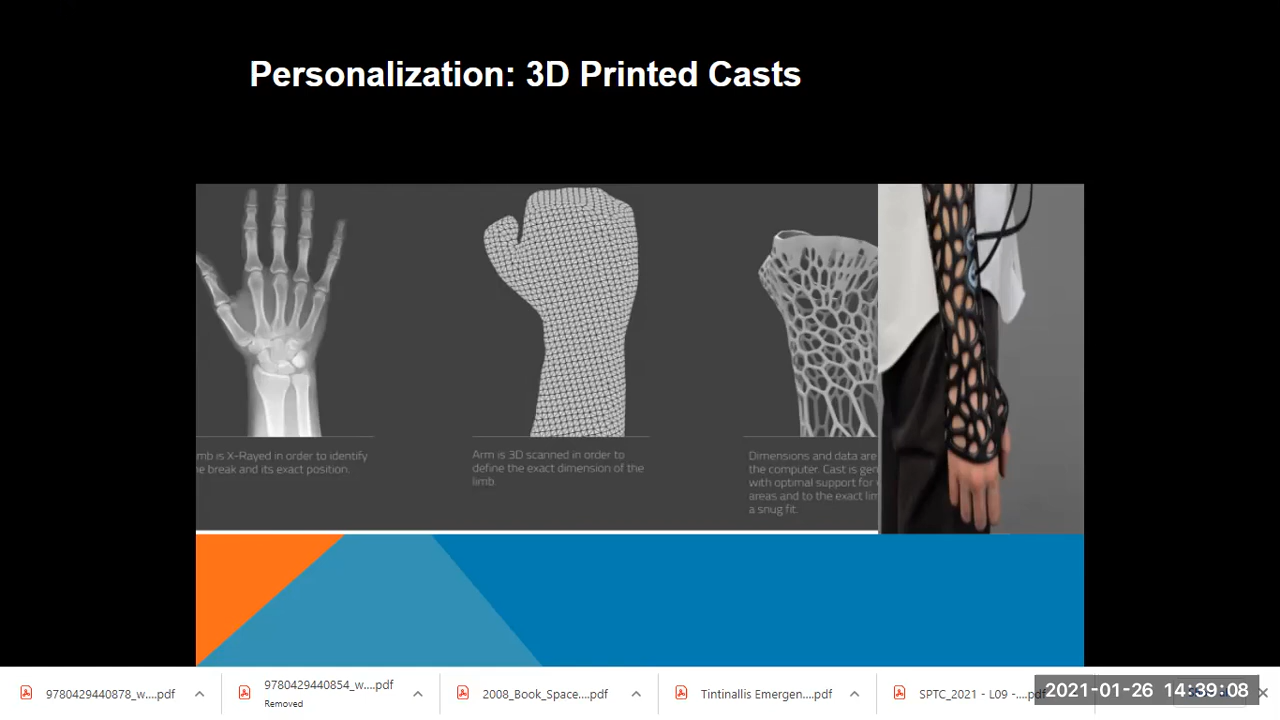 Personalization: 3D Printed Casts
mb is X-Rayed in order to identify
e break and its exact position.
Arm is 3D scanned in order to
define the exact dimension of the
limb.
Dimensions and data are
the computer. Cast is gen
with optimal support for
areas and to the exact lim
a snug fit.
9780429440878_w....pdf
9780429440854_w....pdf
Removed
2008_Book_Space....pdf
Tintinallis Emergen....pdf
SPTC_2021 - L09 -....pdf
2021-01-26 14:39:08